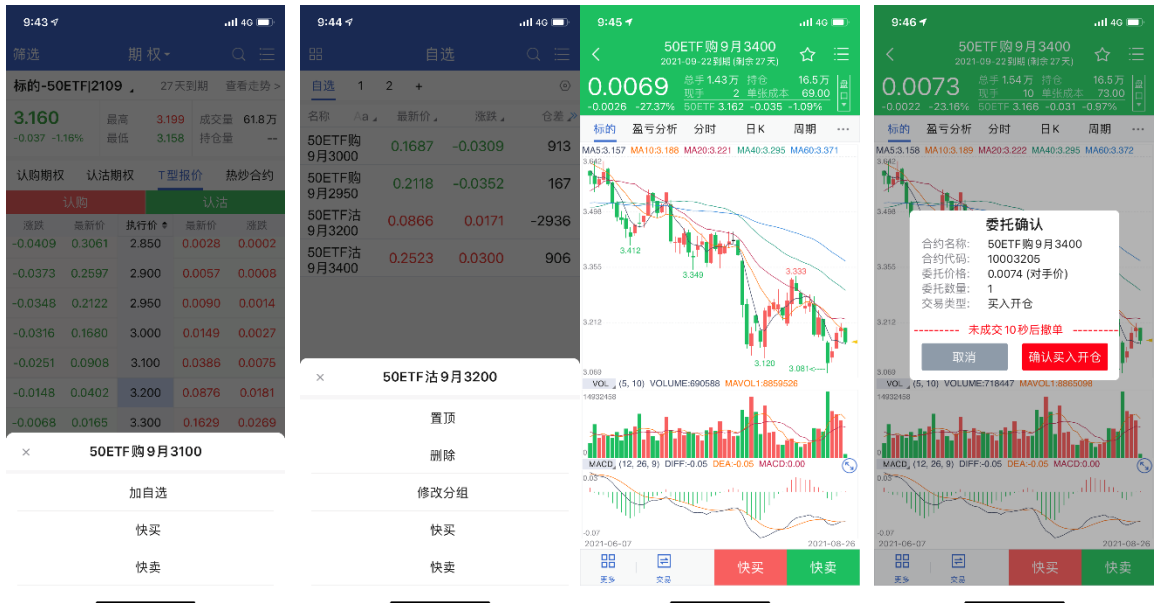 9:43
4G
筛选
期权
标的-50ETF|2109
27天到期
查看走势 >
3.160
最高 3.199 成交量 61.8万
-0.037 -1.16% 最低 3.158 持仓量 --
认购期权 认沽期权 T型报价 热炒合约
认购 认沽
涨跌 最新价 执行价 最新价 涨跌
-0.0409 0.3061 2.850 0.0028 0.0002
-0.0373 0.2597 2.900 0.0057 0.0008
-0.0348 0.2122 2.950 0.0090 0.0014
-0.0316 0.1680 3.000 0.0149 0.0027
-0.0251 0.0908 3.100 0.0386 0.0075
-0.0148 0.0402 3.200 0.0876 0.0181
-0.0068 0.0165 3.300 0.1629 0.0269
× 50ETF购9月3100
加自选
快买
快卖
9:44
4G
自选
自选 1 2 +
名称 Aa 最新价 涨跌 仓差
50ETF购
9月3000 0.1687 -0.0309 913
50ETF购
9月2950 0.2118 -0.0352 167
50ETF沽
9月3200 0.0866 0.0171 -2936
50ETF沽
9月3400 0.2523 0.0300 906
× 50ETF沽9月3200
置顶
删除
修改分组
快买
快卖
9:45
4G
50ETF购9月3400
2021-09-22到期(剩余27天)
0.0069 总手 1.43万 持仓 16.5万
现手 2 单张成本 69.00
盘口
-0.0026 -27.37% 50ETF 3.162 -0.035 -1.09%
标的 盈亏分析 分时 日K 周期 ···
MA5:3.157 MA10:3.188 MA20:3.221 MA40:3.295 MA60:3.371
3.642
3.498
3.412
3.355
3.349
3.333
3.212
3.120
3.081
3.069
VOL (5, 10) VOLUME:690588 MAVOL1:8859526
14932458
0
MACD (12, 26, 9) DIFF:-0.05 DEA:-0.05 MACD:0.00
0.03
-0.07
2021-06-07 2021-08-26
更多 交易 快买 快卖
9:46
4G
50ETF购9月3400
2021-09-22到期(剩余27天)
0.0073 总手 1.54万 持仓 16.5万
现手 10 单张成本 73.00
盘口
-0.0022 -23.16% 50ETF 3.166 -0.031 -0.97%
标的 盈亏分析 分时 日K 周期 ···
MA5:3.158 MA10:3.189 MA20:3.222 MA40:3.295 MA60:3.372
3.642
3.498
3.355
3.212
3.069
委托确认
合约名称: 50ETF购9月3400
合约代码: 10003205
委托价格: 0.0074 (对手价)
委托数量: 1
交易类型: 买入开仓
未成交10秒后撤单
取消 确认买入开仓
3.120
3.081
VOL (5, 10) VOLUME:718447 MAVOL1:8865098
14932458
0
MACD (12, 26, 9) DIFF:-0.05 DEA:-0.05 MACD:0.00
0.03
-0.07
2021-06-07 2021-08-26
更多 交易 快买 快卖